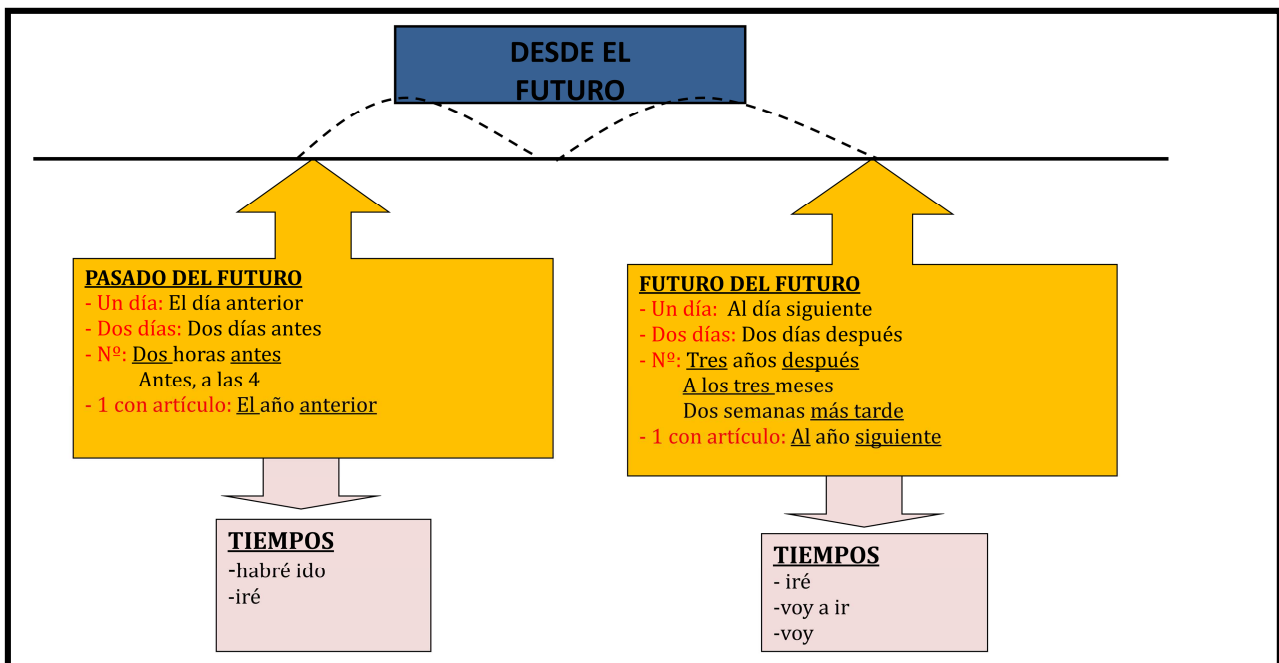 DESDE EL
FUTURO
PASADO DEL FUTURO
- Un día: El día anterior
- Dos días: Dos días antes
- Nº: Dos horas antes
Antes, a las 4
- 1 con artículo: El año anterior
FUTURO DEL FUTURO
- Un día: Al día siguiente
- Dos días: Dos días después
- Nº: Tres años después
A los tres meses
Dos semanas más tarde
- 1 con artículo: Al año siguiente
TIEMPOS
-habré ido
-iré
TIEMPOS
- iré
-voy a ir
-voy